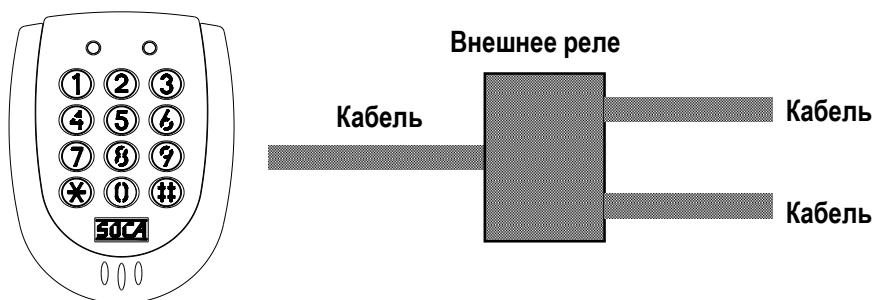 Внешнее реле
Кабель
Кабель
Кабель
1 2 3
4 5 6
7 8 9
* 0 #
SOCA